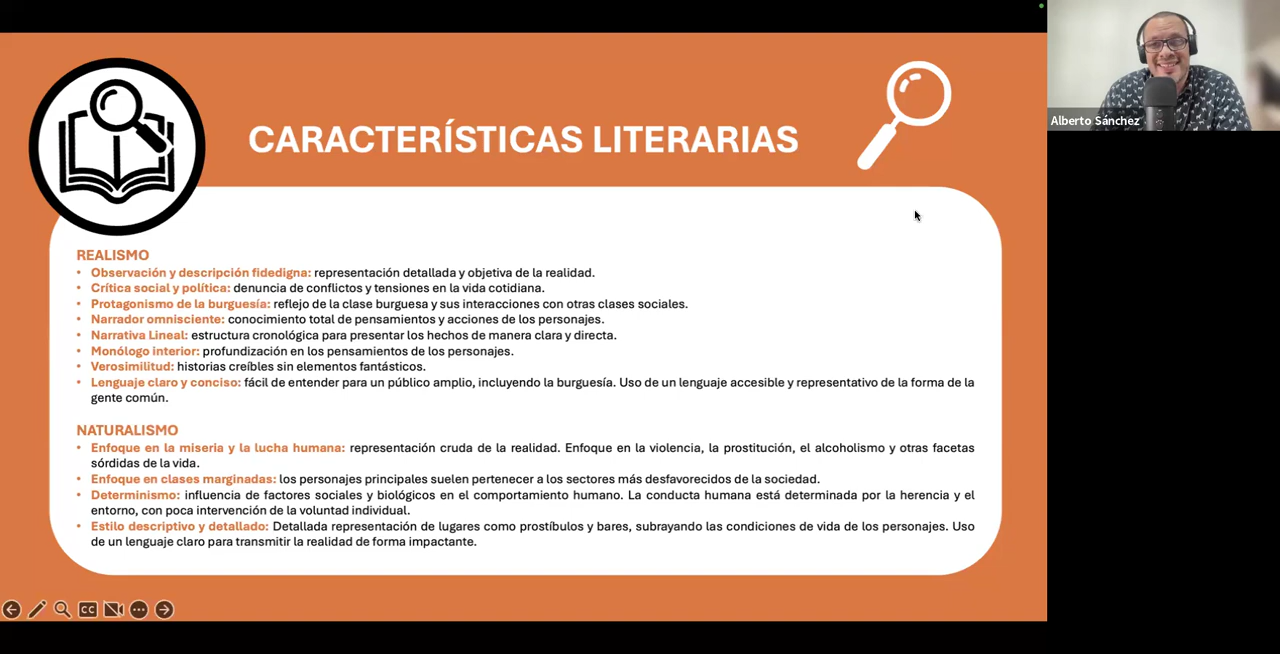 CARACTERÍSTICAS LITERARIAS
Alberto Sánchez
REALISMO
• Observación y descripción fidedigna: representación detallada y objetiva de la realidad.
• Crítica social y política: denuncia de conflictos y tensiones en la vida cotidiana.
• Protagonismo de la burguesía: reflejo de la clase burguesa y sus interacciones con otras clases sociales.
• Narrador omnisciente: conocimiento total de pensamientos y acciones de los personajes.
• Narrativa Lineal: estructura cronológica para presentar los hechos de manera clara y directa.
• Monólogo interior: profundización en los pensamientos de los personajes.
• Verosimilitud: historias creíbles sin elementos fantásticos.
• Lenguaje claro y conciso: fácil de entender para un público amplio, incluyendo la burguesía. Uso de un lenguaje accesible y representativo de la forma de la
gente común.
NATURALISMO
• Enfoque en la miseria y la lucha humana: representación cruda de la realidad. Enfoque en la violencia, la prostitución, el alcoholismo y otras facetas
sórdidas de la vida.
• Enfoque en clases marginadas: los personajes principales suelen pertenecer a los sectores más desfavorecidos de la sociedad.
• Determinismo: influencia de factores sociales y biológicos en el comportamiento humano. La conducta humana está determinada por la herencia y el
entorno, con poca intervención de la voluntad individual.
• Estilo descriptivo y detallado: Detallada representación de lugares como prostíbulos y bares, subrayando las condiciones de vida de los personajes. Uso
de un lenguaje claro para transmitir la realidad de forma impactante.
CC